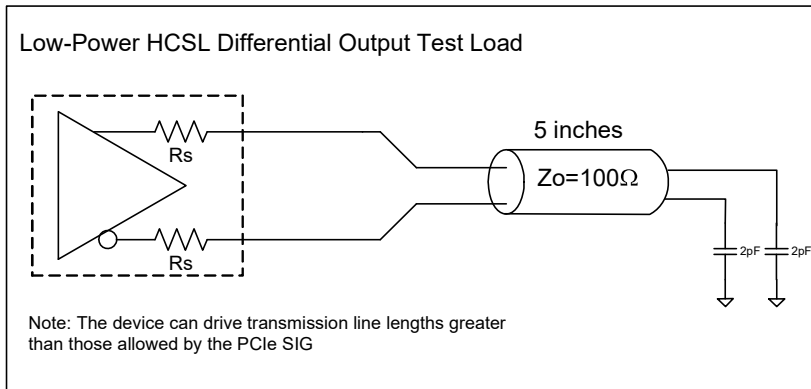 Low-Power HCSL Differential Output Test Load
Rs
Rs
5 inches
Zo=100Ω
2pF
2pF
Note: The device can drive transmission line lengths greater
than those allowed by the PCIe SIG